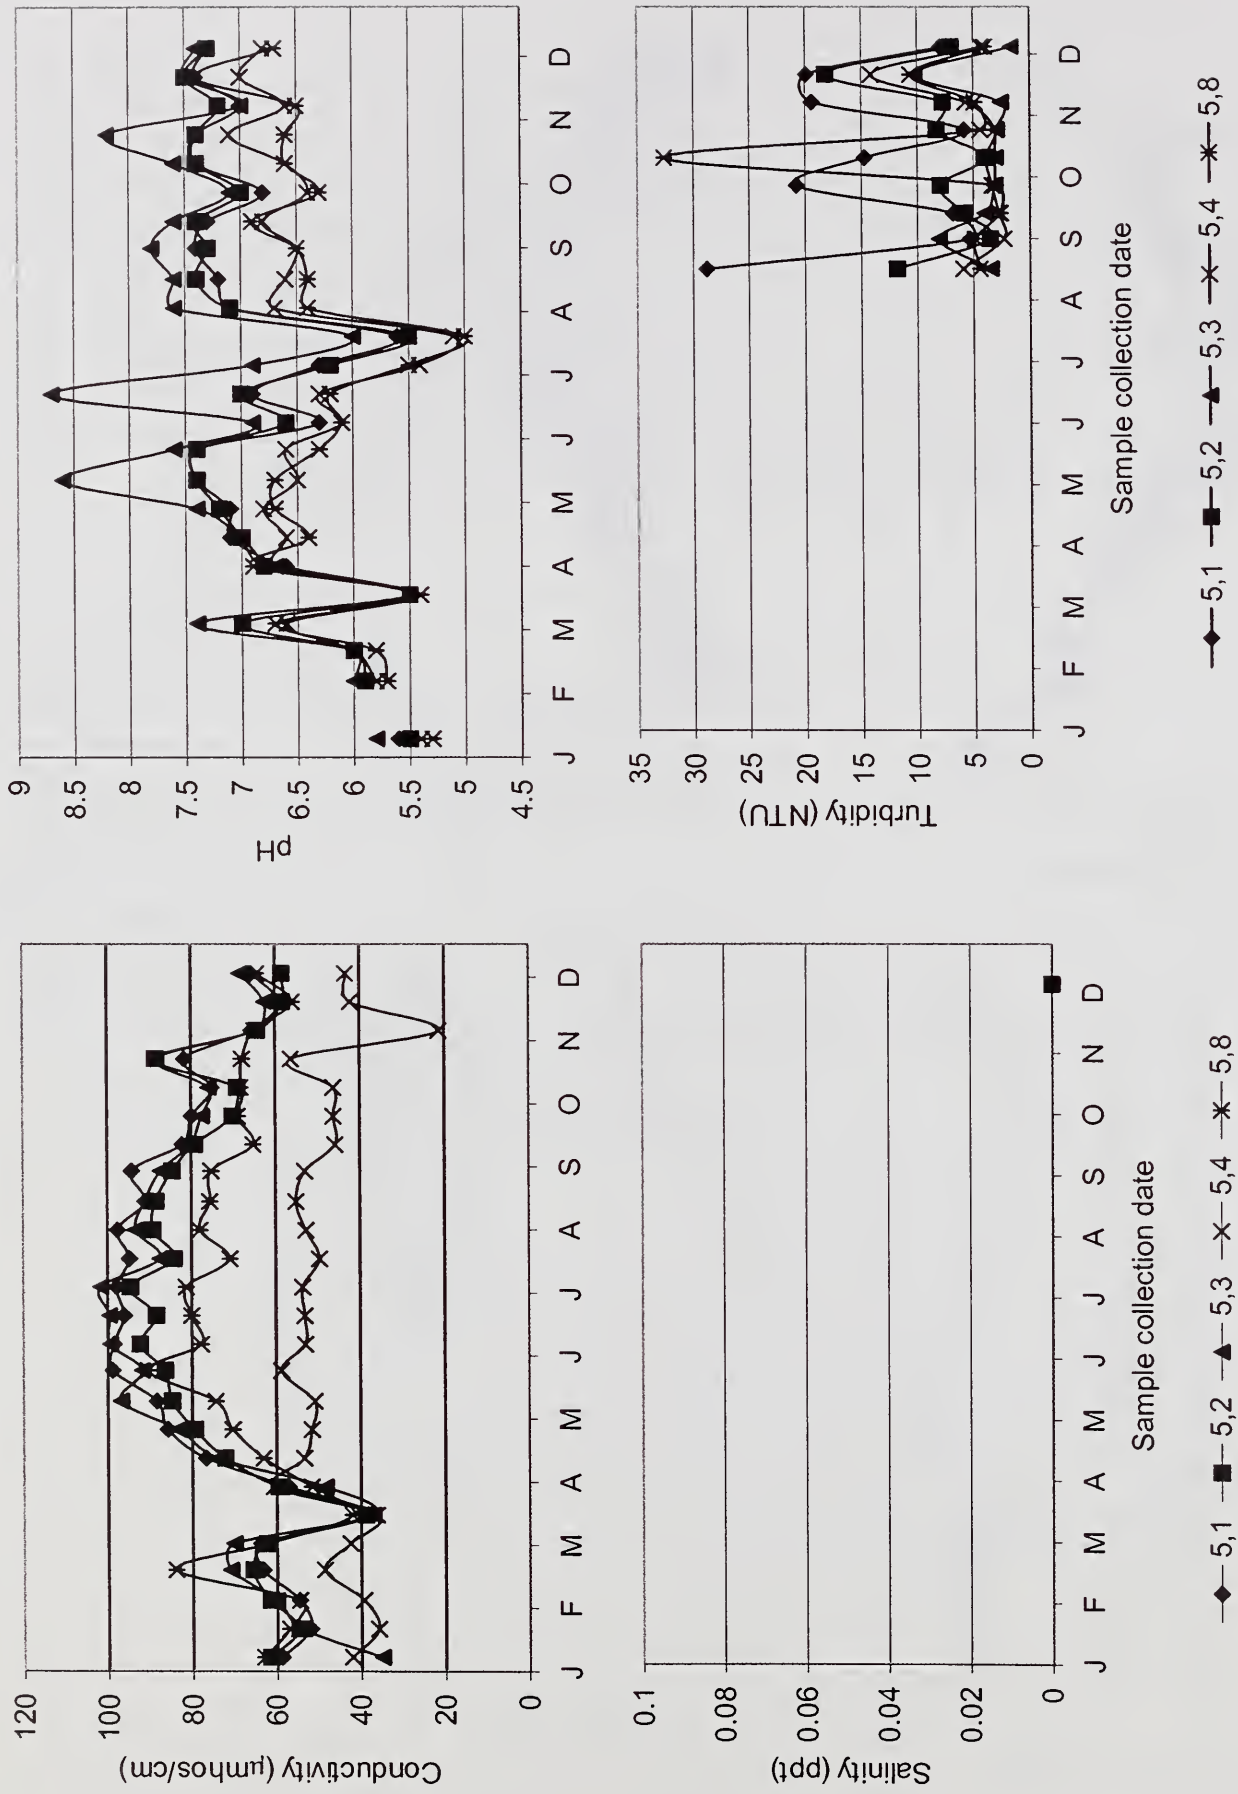 120
100
80
60
40
20
0
Conductivity (µmhos/cm)
J F M A M J J A S O N D
9
8.5
8
7.5
7
6.5
6
5.5
5
4.5
pH
J F M A M J J A S O N D
0.1
0.08
0.06
0.04
0.02
0
Salinity (ppt)
J F M A M J J A S O N D
Sample collection date
5,1 5,2 5,3 5,4 5,8
35
30
25
20
15
10
5
0
Turbidity (NTU)
J F M A M J J A S O N D
Sample collection date
5,1 5,2 5,3 5,4 5,8